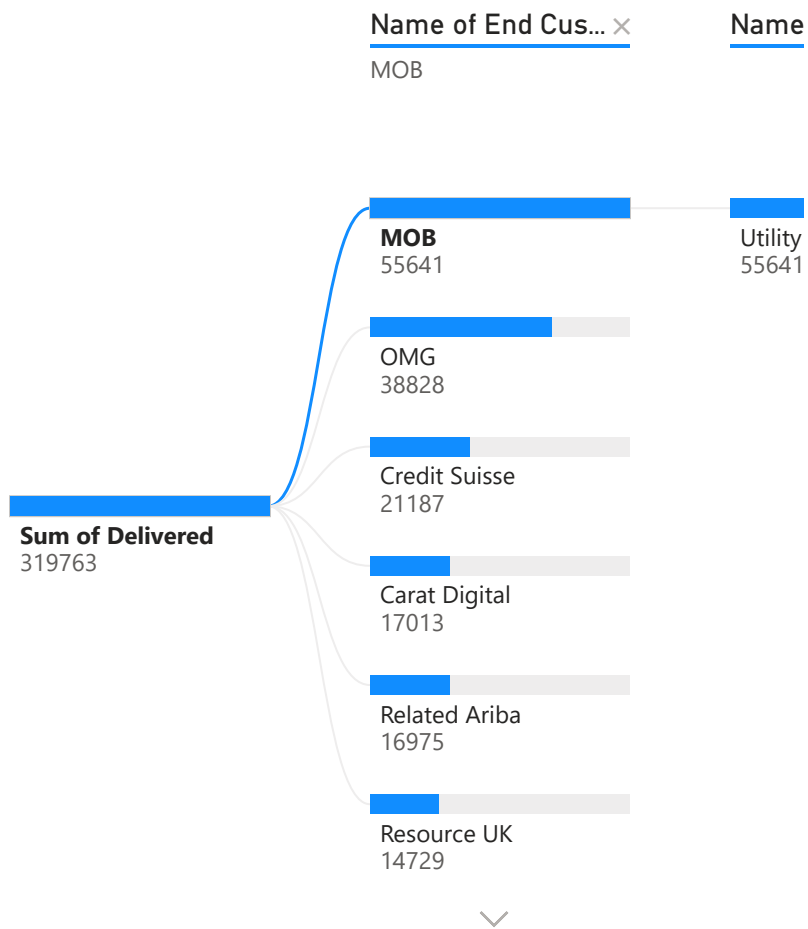 Name of End Cus...
Name
MOB
MOB
55641
Utility
55641
OMG
38828
Credit Suisse
21187
Sum of Delivered
319763
Carat Digital
17013
Related Ariba
16975
Resource UK
14729